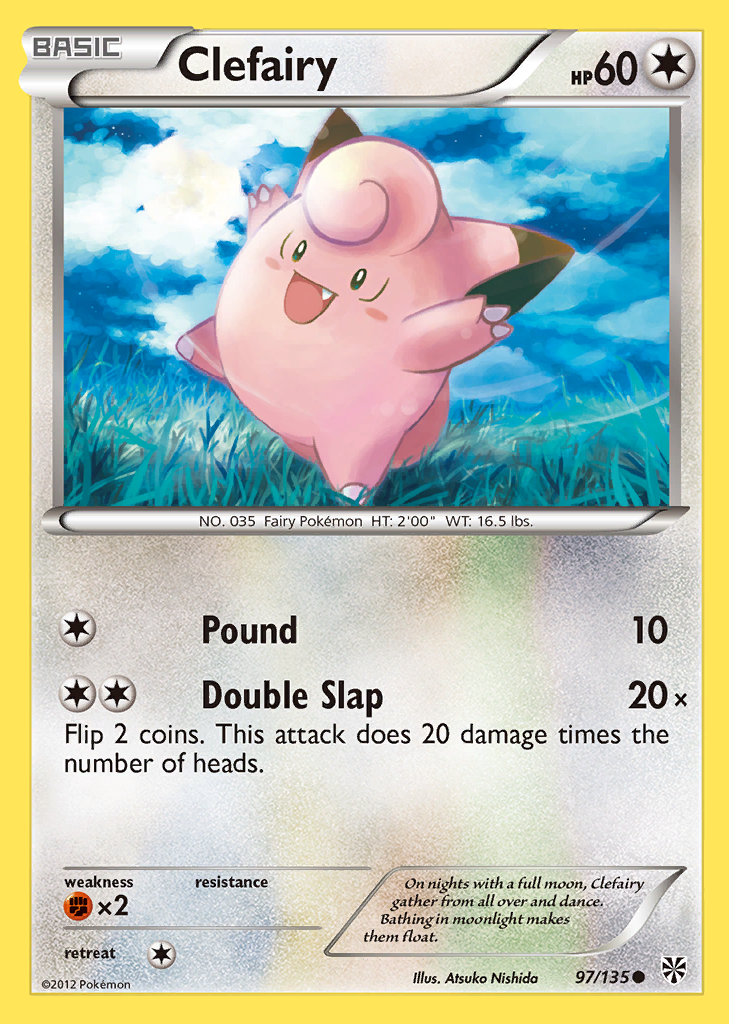 BASIC
Clefairy
HP60
NO. 035 Fairy Pokémon HT: 2'00" WT: 16.5 lbs.
Pound 10
Double Slap 20×
Flip 2 coins. This attack does 20 damage times the
number of heads.
weakness resistance
×2
On nights with a full moon, Clefairy
gather from all over and dance.
Bathing in moonlight makes
them float.
retreat
Illus. Atsuko Nishida 97/135
©2012 Pokémon